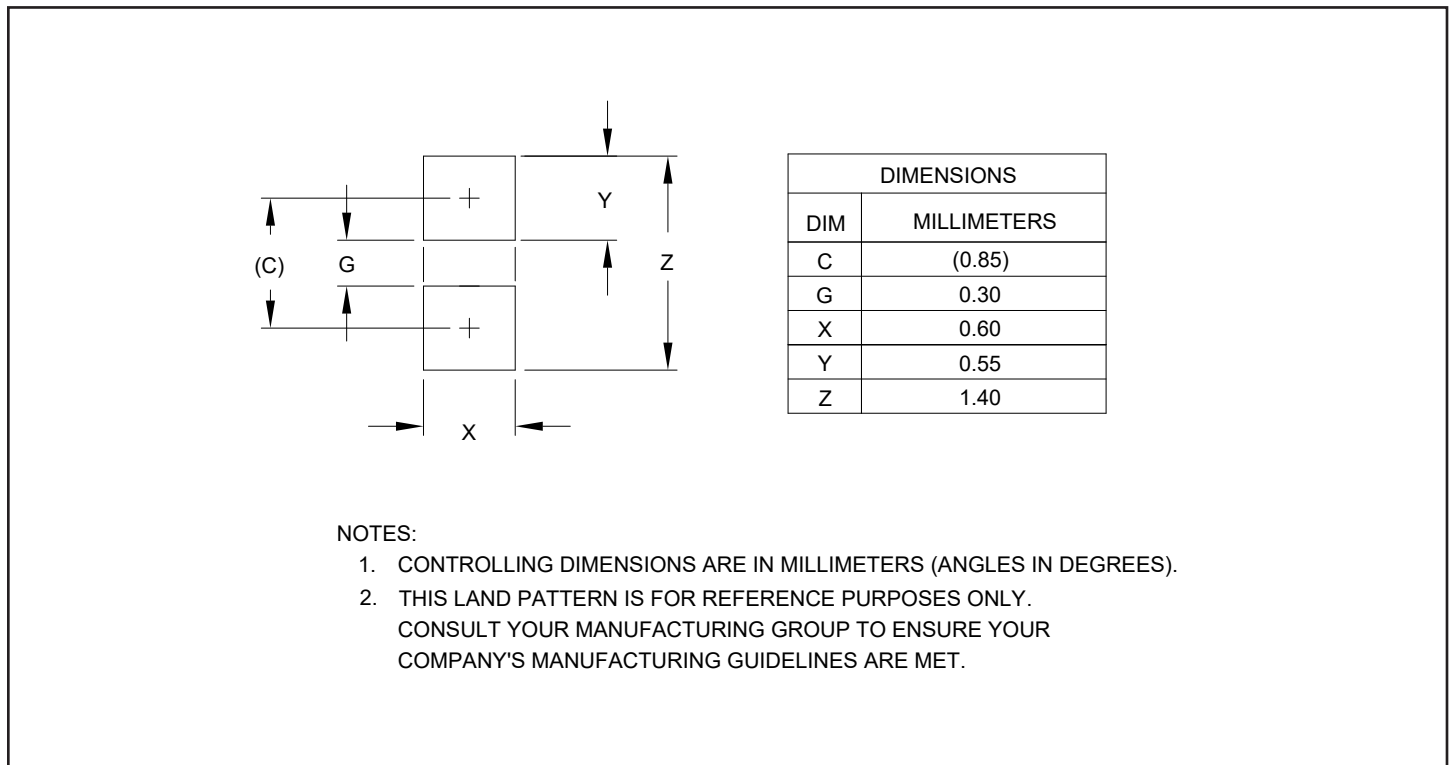 (C)
G
Y
Z
X
DIMENSIONS
DIM MILLIMETERS
C (0.85)
G 0.30
X 0.60
Y 0.55
Z 1.40
NOTES:
1. CONTROLLING DIMENSIONS ARE IN MILLIMETERS (ANGLES IN DEGREES).
2. THIS LAND PATTERN IS FOR REFERENCE PURPOSES ONLY.
CONSULT YOUR MANUFACTURING GROUP TO ENSURE YOUR
COMPANY'S MANUFACTURING GUIDELINES ARE MET.